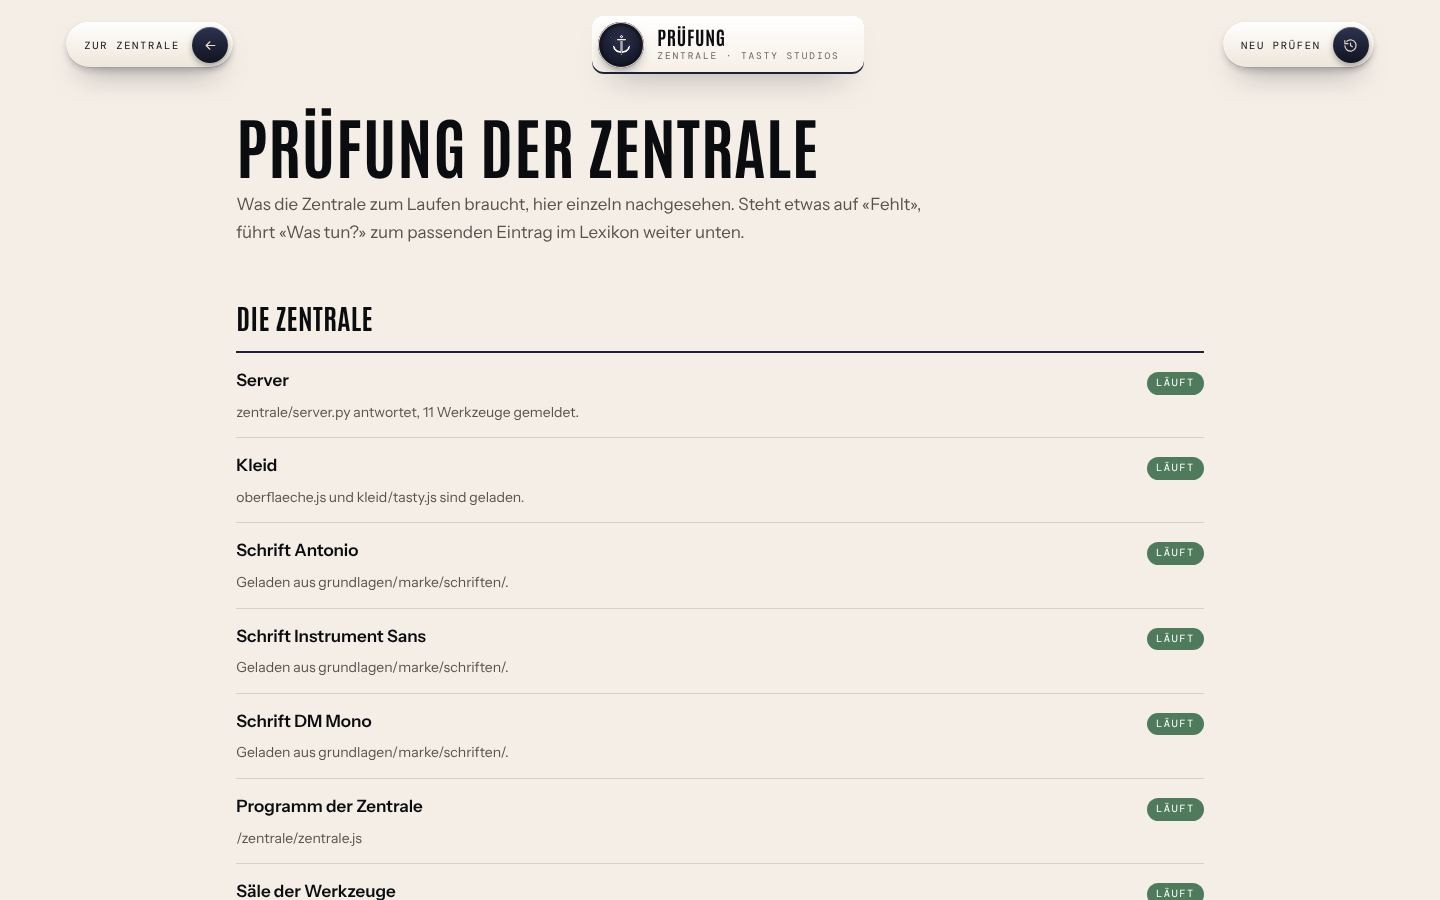 ZUR ZENTRALE
PRÜFUNG
ZENTRALE · TASTY STUDIOS
NEU PRÜFEN
PRÜFUNG DER ZENTRALE
Was die Zentrale zum Laufen braucht, hier einzeln nachgesehen. Steht etwas auf «Fehlt»,
führt «Was tun?» zum passenden Eintrag im Lexikon weiter unten.
DIE ZENTRALE
Server
LÄUFT
zentrale/server.py antwortet, 11 Werkzeuge gemeldet.
Kleid
LÄUFT
oberflaeche.js und kleid/tasty.js sind geladen.
Schrift Antonio
LÄUFT
Geladen aus grundlagen/marke/schriften/.
Schrift Instrument Sans
LÄUFT
Geladen aus grundlagen/marke/schriften/.
Schrift DM Mono
LÄUFT
Geladen aus grundlagen/marke/schriften/.
Programm der Zentrale
LÄUFT
/zentrale/zentrale.js
Säle der Werkzeuge
LÄUFT